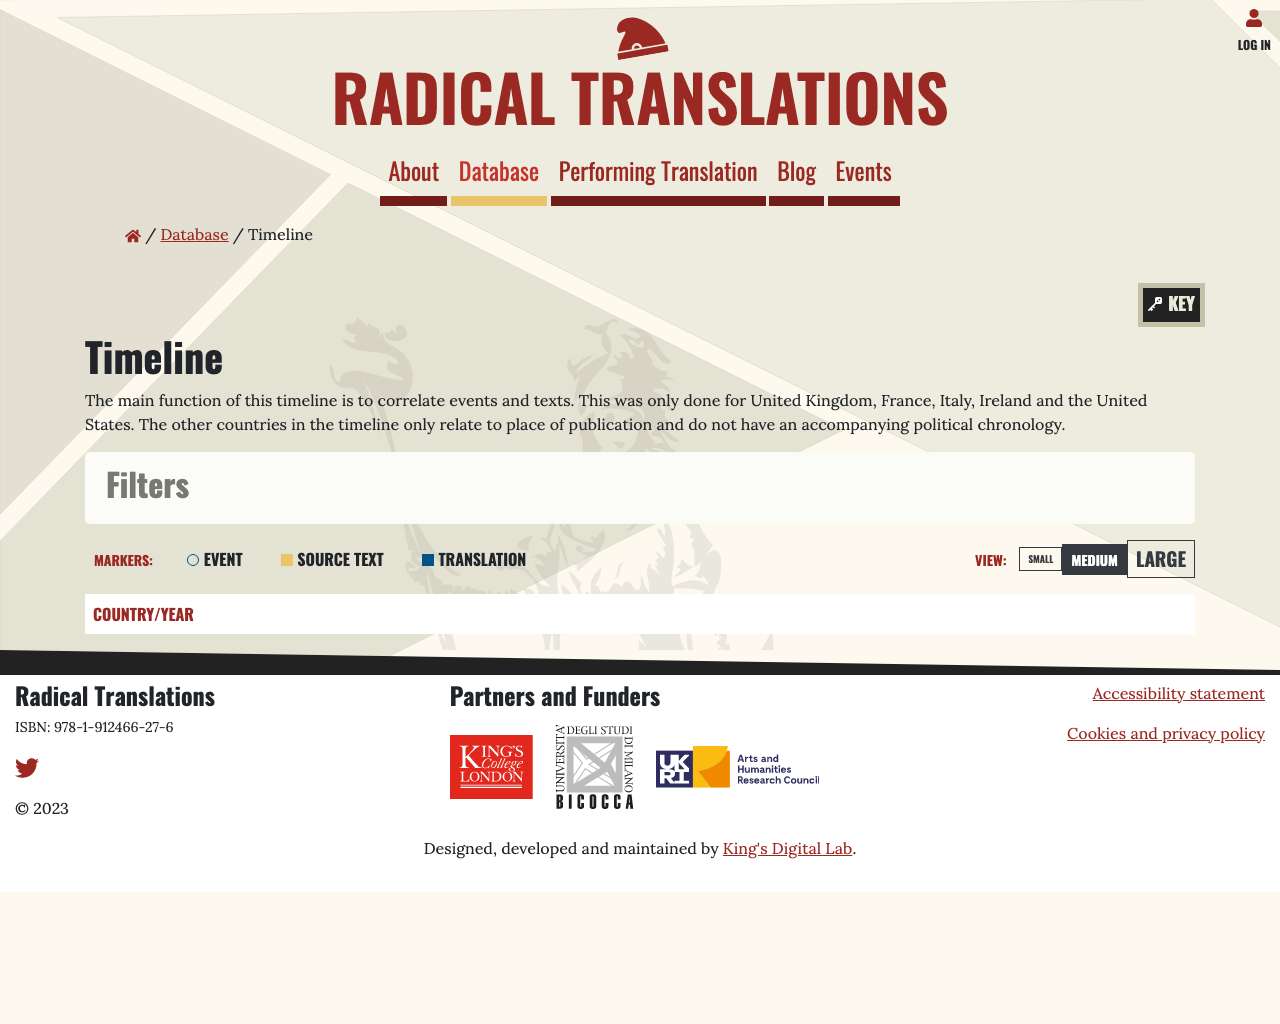 LOG IN
RADICAL TRANSLATIONS
About Database Performing Translation Blog Events
/ Database / Timeline
KEY
Timeline
The main function of this timeline is to correlate events and texts. This was only done for United Kingdom, France, Italy, Ireland and the United
States. The other countries in the timeline only relate to place of publication and do not have an accompanying political chronology.
Filters
MARKERS: EVENT SOURCE TEXT TRANSLATION VIEW: SMALL MEDIUM LARGE
COUNTRY/YEAR
Radical Translations
ISBN: 978-1-912466-27-6
© 2023
Partners and Funders
KING'S
College
LONDON
UNIVERSITA'
DEGLI STUDI
DI MILANO
BICOCCA
UKRI
Arts and
Humanities
Research Council
Accessibility statement
Cookies and privacy policy
Designed, developed and maintained by King's Digital Lab.